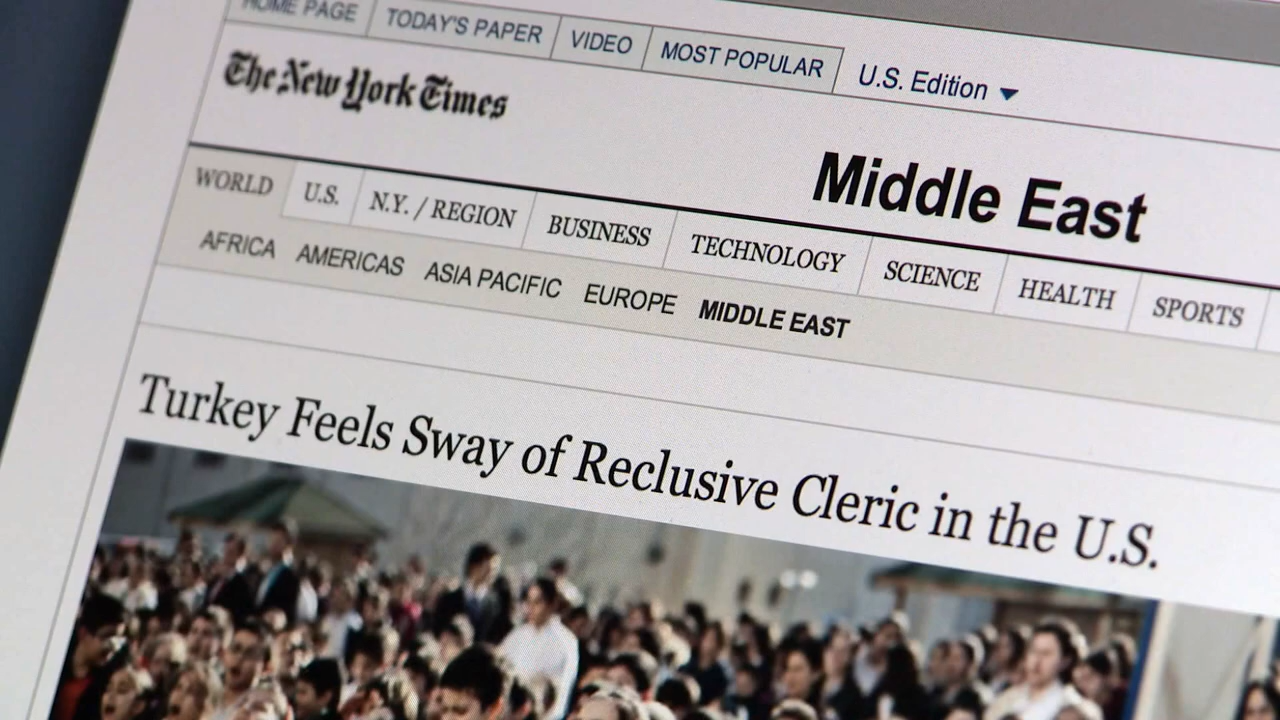 HOME PAGE TODAY'S PAPER VIDEO MOST POPULAR U.S. Edition
The New York Times
Middle East
WORLD U.S. N.Y. / REGION BUSINESS TECHNOLOGY SCIENCE HEALTH SPORTS
AFRICA AMERICAS ASIA PACIFIC EUROPE MIDDLE EAST
Turkey Feels Sway of Reclusive Cleric in the U.S.